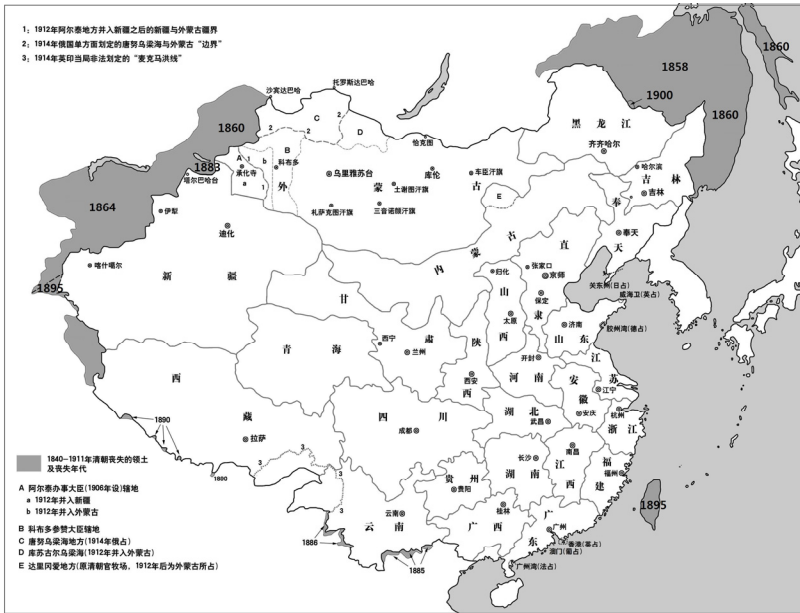 1：1912年阿尔泰地方并入新疆之后的新疆与外蒙古疆界
2：1914年俄国单方面划定的唐努乌梁海与外蒙古“边界”
3：1914年英印当局非法划定的“麦克马洪线”
1860
1858
1900
1860
沙宾达巴哈
托罗斯达巴哈
C
2
2
2
D
1860
B
黑龙江
齐齐哈尔
恰克图
1883
A
1
b
承化寺
a
1
科布多
塔尔巴哈台
乌里雅苏台
库伦
车臣汗旗
土谢图汗旗
外蒙古
札萨克图汗旗
三音诺颜汗旗
E
哈尔滨
吉林
吉林
1864
伊犁
迪化
奉天
奉天
内蒙古
直隶
归化
张家口
京师
保定
喀什噶尔
1895
新疆
甘肃
山西
太原
关东州(日占)
威海卫(英占)
济南
山东
胶州湾(德占)
青海
西宁
兰州
陕西
西安
开封
河南
江苏
江宁
安徽
安庆
西藏
1890
拉萨
四川
成都
湖北
武昌
杭州
浙江
1840—1911年清朝丧失的领土
及丧失年代
3
3
3
1890
长沙
湖南
南昌
江西
福建
福州
贵州
贵阳
A 阿尔泰办事大臣(1906年设)辖地
a 1912年并入新疆
b 1912年并入外蒙古
B 科布多参赞大臣辖地
C 唐努乌梁海地方(1914年俄占)
D 库苏古尔乌梁海(1912年并入外蒙古)
E 达里冈爱地方(原清朝官牧场，1912年后为外蒙古所占)
云南
云南
桂林
广西
广东
广州
香港(英占)
澳门(葡占)
广州湾(法占)
1895
1886
1885